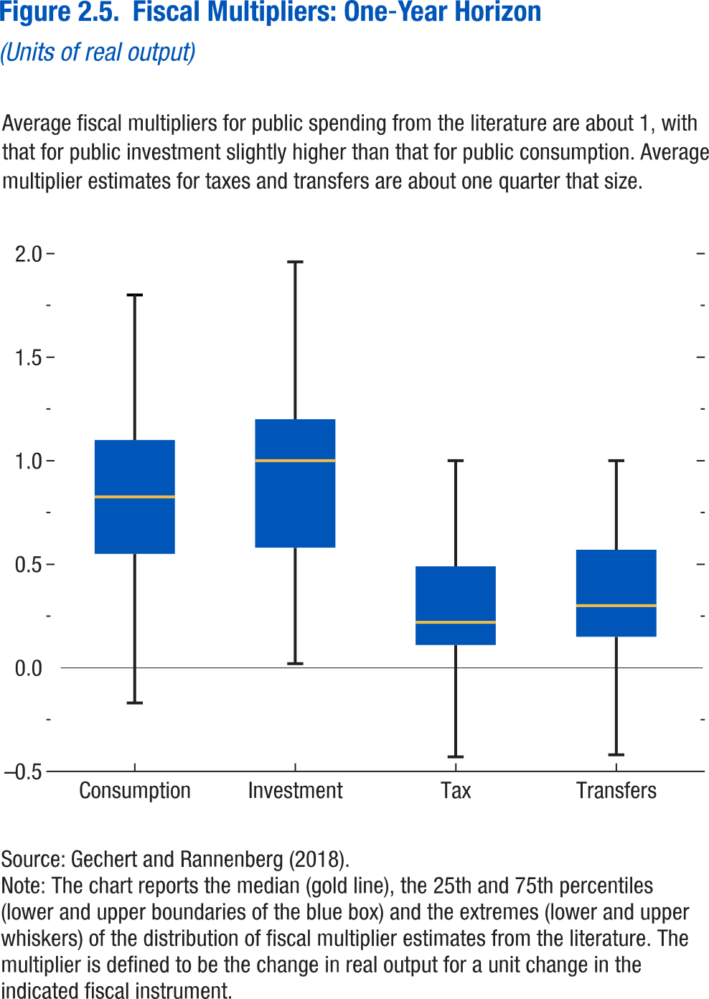 Figure 2.5. Fiscal Multipliers: One-Year Horizon
(Units of real output)
Average fiscal multipliers for public spending from the literature are about 1, with
that for public investment slightly higher than that for public consumption. Average
multiplier estimates for taxes and transfers are about one quarter that size.
2.0
1.5
1.0
0.5
0.0
–0.5
Consumption Investment Tax Transfers
Source: Gechert and Rannenberg (2018).
Note: The chart reports the median (gold line), the 25th and 75th percentiles
(lower and upper boundaries of the blue box) and the extremes (lower and upper
whiskers) of the distribution of fiscal multiplier estimates from the literature. The
multiplier is defined to be the change in real output for a unit change in the
indicated fiscal instrument.